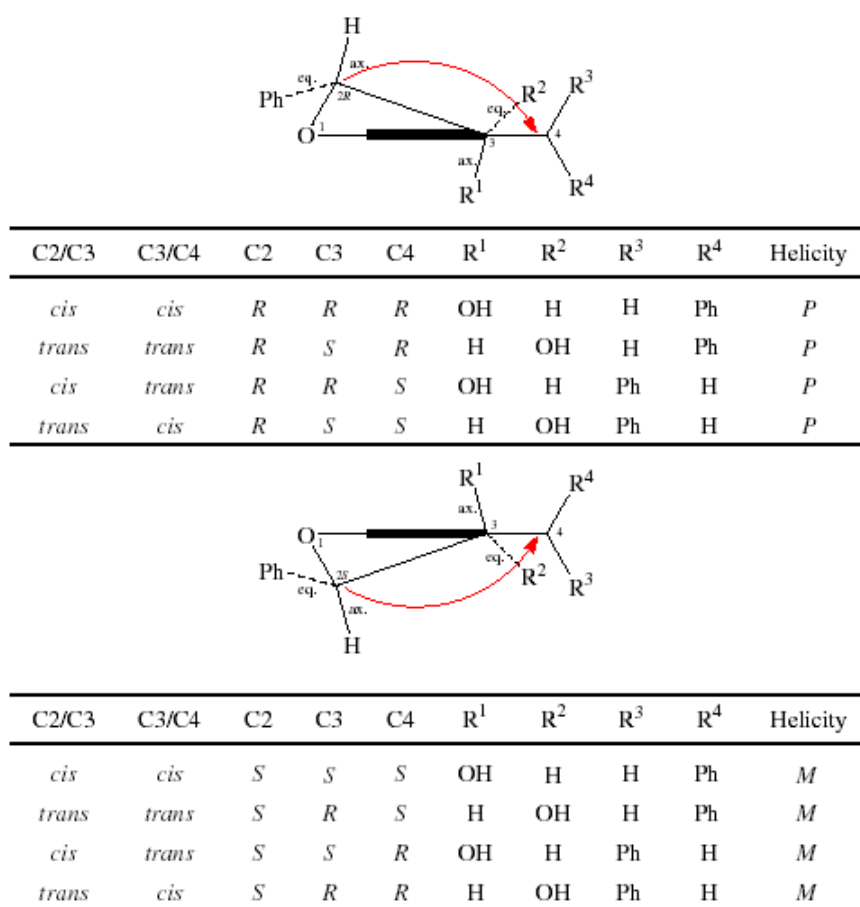 H
ax.
eq.
Ph
2R
O
1
R²
eq.
R³
4
3
ax.
R¹
R⁴
C2/C3 C3/C4 C2 C3 C4 R¹ R² R³ R⁴ Helicity
cis cis R R R OH H H Ph P
trans trans R S R H OH H Ph P
cis trans R R S OH H Ph H P
trans cis R S S H OH Ph H P
R¹
R⁴
ax.
O
1
3
4
Ph
eq.
2S
eq.
R²
R³
ax.
H
C2/C3 C3/C4 C2 C3 C4 R¹ R² R³ R⁴ Helicity
cis cis S S S OH H H Ph M
trans trans S R S H OH H Ph M
cis trans S S R OH H Ph H M
trans cis S R R H OH Ph H M